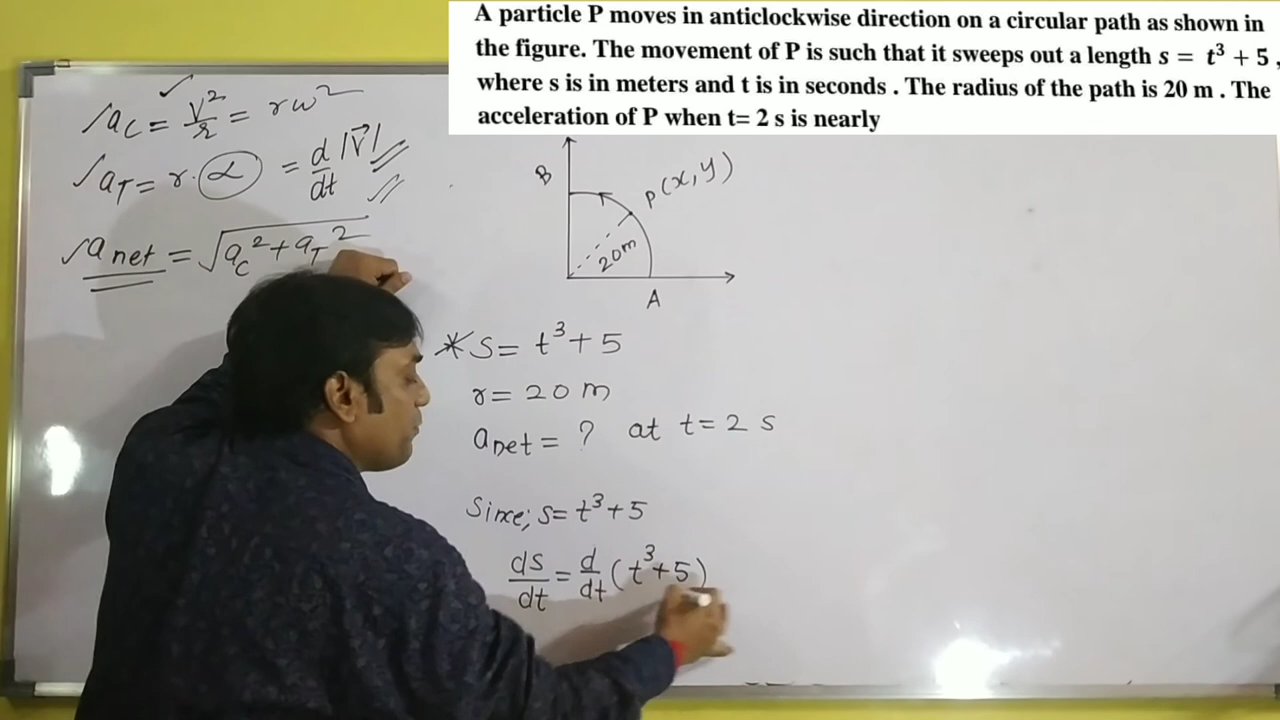 A particle P moves in anticlockwise direction on a circular path as shown in
the figure. The movement of P is such that it sweeps out a length s = t³ + 5 ,
where s is in meters and t is in seconds . The radius of the path is 20 m . The
acceleration of P when t= 2 s is nearly
✓
√a_C = V²/r = rω²
√a_T = r·α = d/dt |V⃗|
√a_net = √(a_C² + a_T²)
B
P(x,y)
20m
A
*S= t³+5
r= 20 m
a_net = ? at t= 2 s
Since; s= t³+5
ds/dt = d/dt (t³+5)